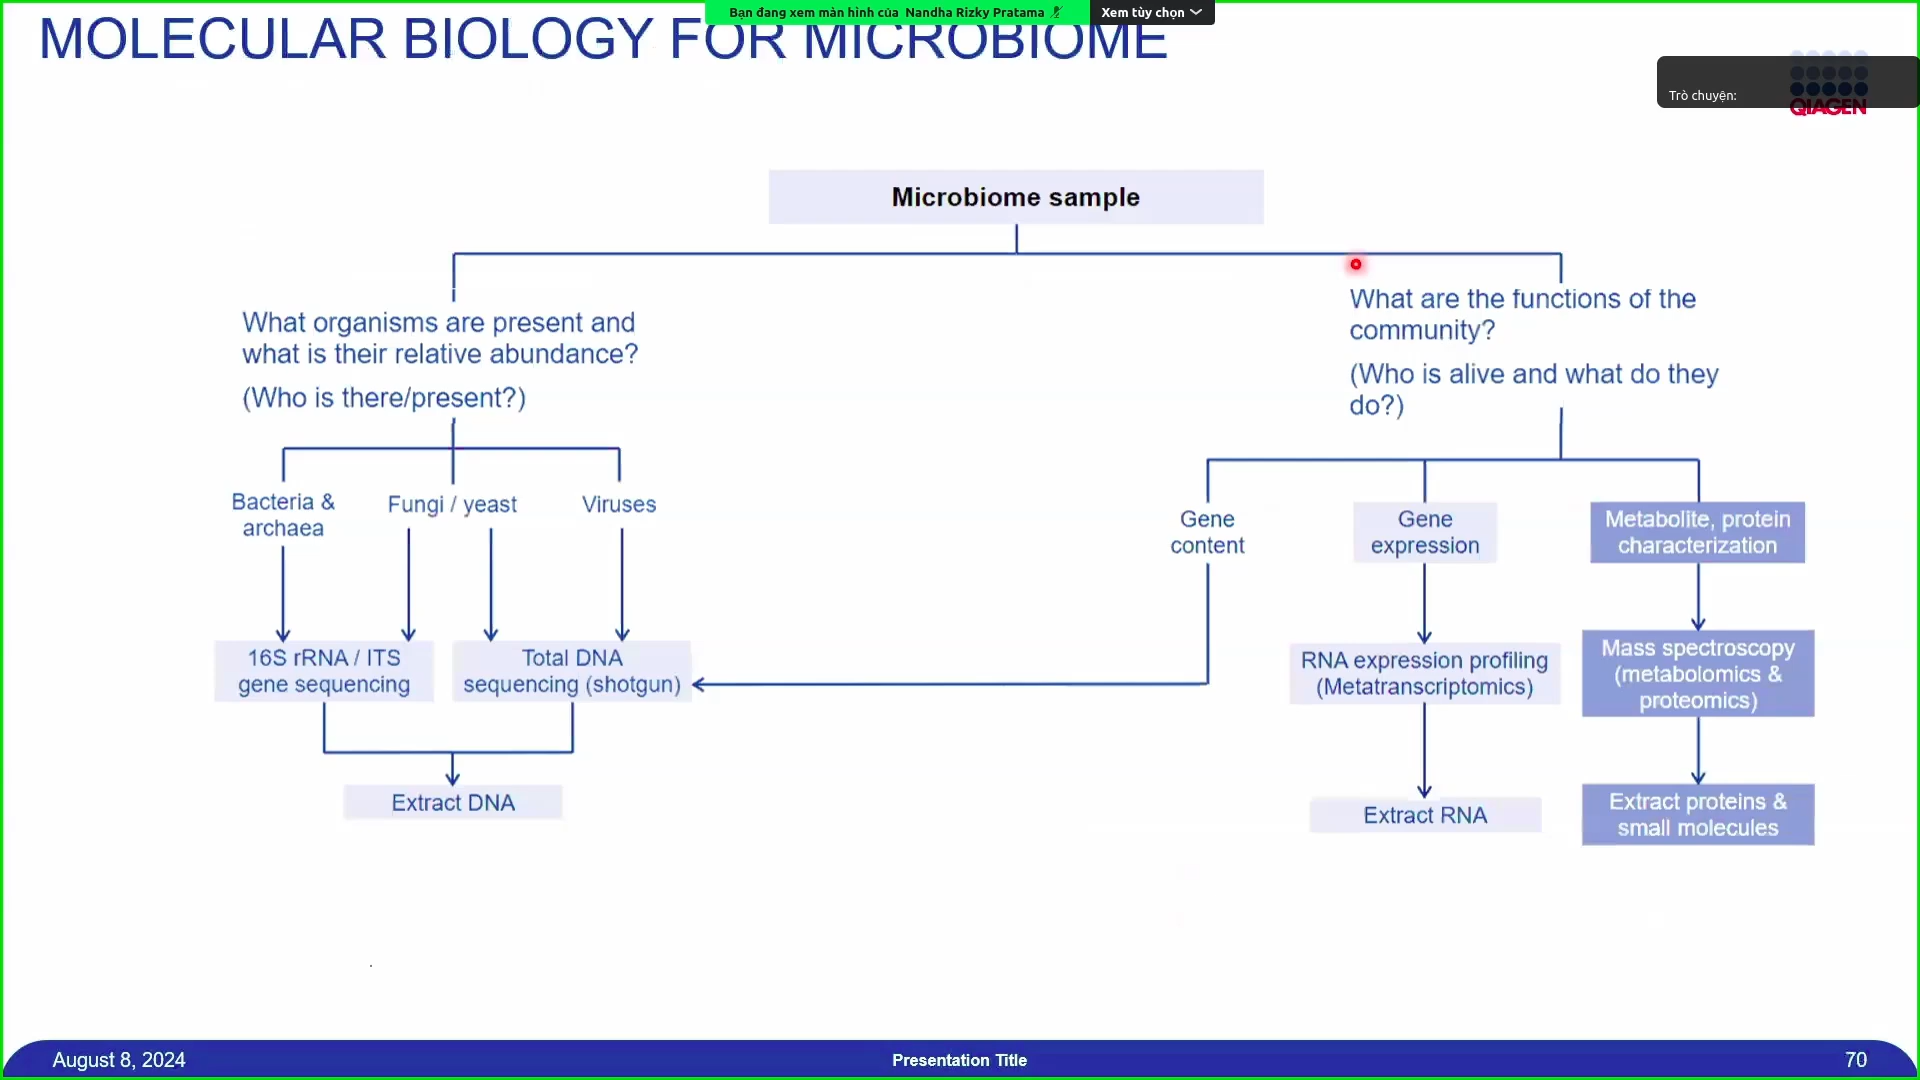 Bạn đang xem màn hình của Nandha Rizky Pratama
Xem tùy chọn
MOLECULAR BIOLOGY FOR MICROBIOME
Trò chuyện:
QIAGEN
Microbiome sample
What organisms are present and
what is their relative abundance?
(Who is there/present?)
What are the functions of the
community?
(Who is alive and what do they
do?)
Bacteria &
archaea
Fungi / yeast
Viruses
Gene
content
Gene
expression
Metabolite, protein
characterization
16S rRNA / ITS
gene sequencing
Total DNA
sequencing (shotgun)
RNA expression profiling
(Metatranscriptomics)
Mass spectroscopy
(metabolomics &
proteomics)
Extract DNA
Extract RNA
Extract proteins &
small molecules
August 8, 2024
Presentation Title
70